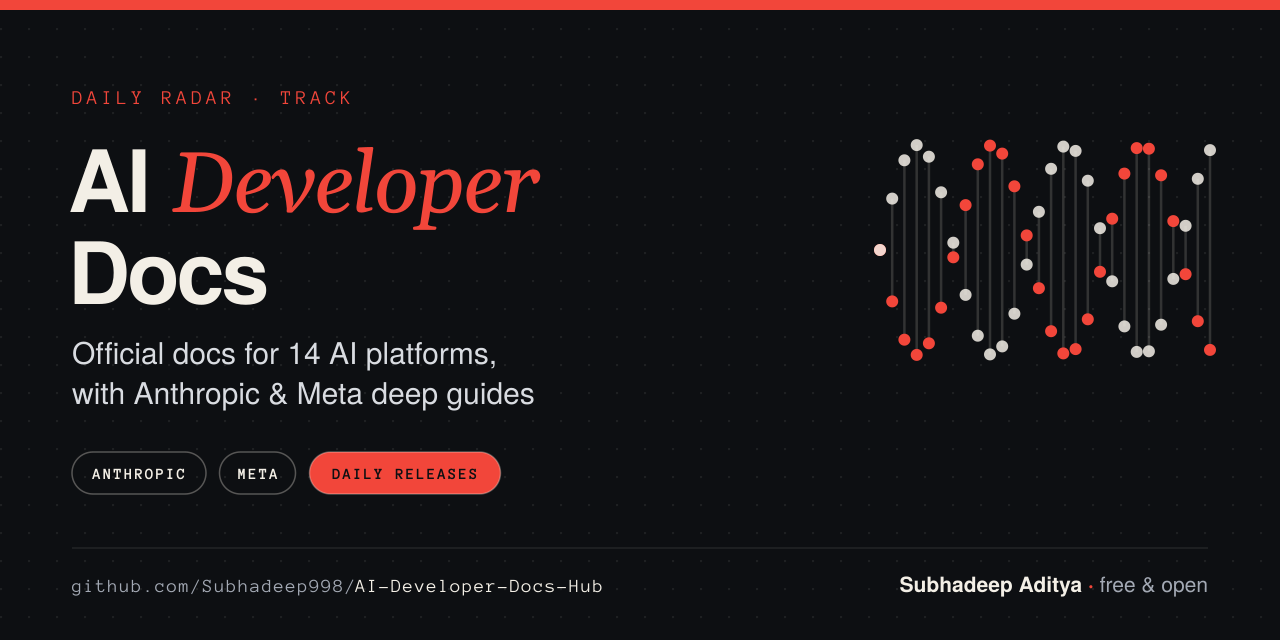 DAILY RADAR · TRACK
AI Developer
Docs
Official docs for 14 AI platforms,
with Anthropic & Meta deep guides
ANTHROPIC META DAILY RELEASES
github.com/Subhadeep998/AI-Developer-Docs-Hub
Subhadeep Aditya · free & open